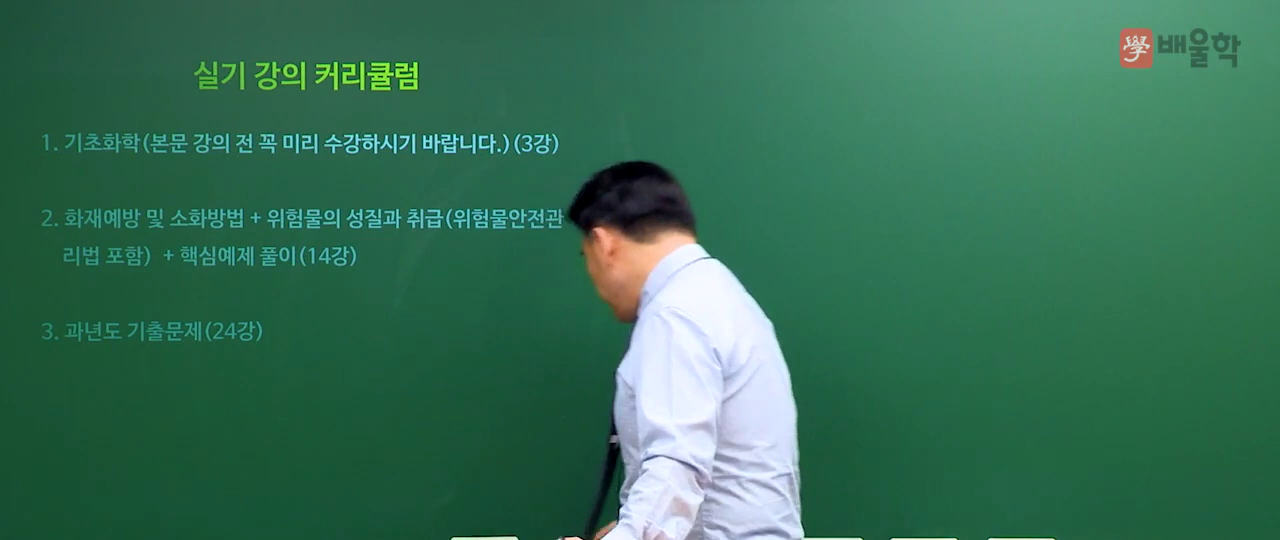 學 배울학
실기 강의 커리큘럼
1. 기초화학(본문 강의 전 꼭 미리 수강하시기 바랍니다.)(3강)
2. 화재예방 및 소화방법 + 위험물의 성질과 취급(위험물안전관
리법 포함) + 핵심예제 풀이(14강)
3. 과년도 기출문제(24강)